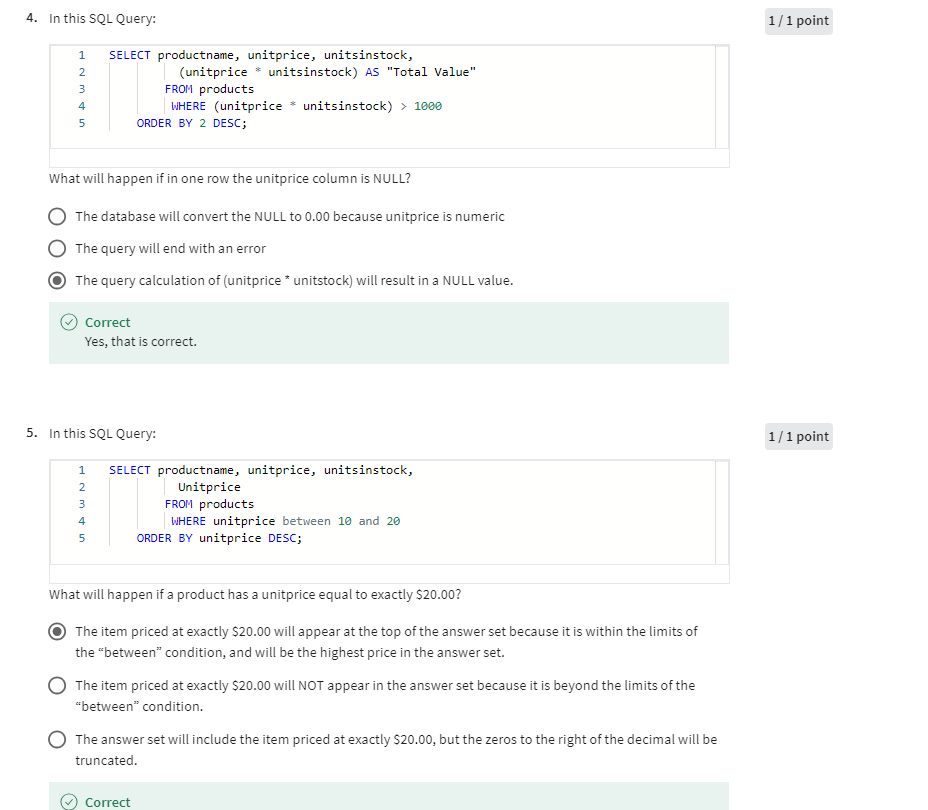 4. In this SQL Query:
1 / 1 point
1 SELECT productname, unitprice, unitsinstock,
2 (unitprice * unitsinstock) AS "Total Value"
3 FROM products
4 WHERE (unitprice * unitsinstock) > 1000
5 ORDER BY 2 DESC;
What will happen if in one row the unitprice column is NULL?
The database will convert the NULL to 0.00 because unitprice is numeric
The query will end with an error
The query calculation of (unitprice * unitstock) will result in a NULL value.
Correct
Yes, that is correct.
5. In this SQL Query:
1 / 1 point
1 SELECT productname, unitprice, unitsinstock,
2 Unitprice
3 FROM products
4 WHERE unitprice between 10 and 20
5 ORDER BY unitprice DESC;
What will happen if a product has a unitprice equal to exactly $20.00?
The item priced at exactly $20.00 will appear at the top of the answer set because it is within the limits of
the “between” condition, and will be the highest price in the answer set.
The item priced at exactly $20.00 will NOT appear in the answer set because it is beyond the limits of the
“between” condition.
The answer set will include the item priced at exactly $20.00, but the zeros to the right of the decimal will be
truncated.
Correct